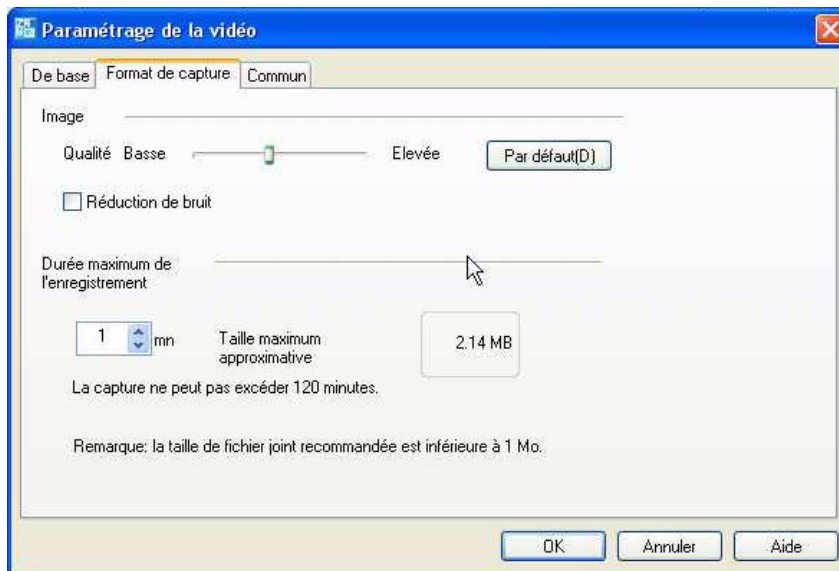 Paramétrage de la vidéo
De base
Format de capture
Commun
Image
Qualité Basse Elevée Par défaut(D)
Réduction de bruit
Durée maximum de
l'enregistrement
1 mn Taille maximum
approximative 2.14 MB
La capture ne peut pas excéder 120 minutes.
Remarque: la taille de fichier joint recommandée est inférieure à 1 Mo.
OK Annuler Aide